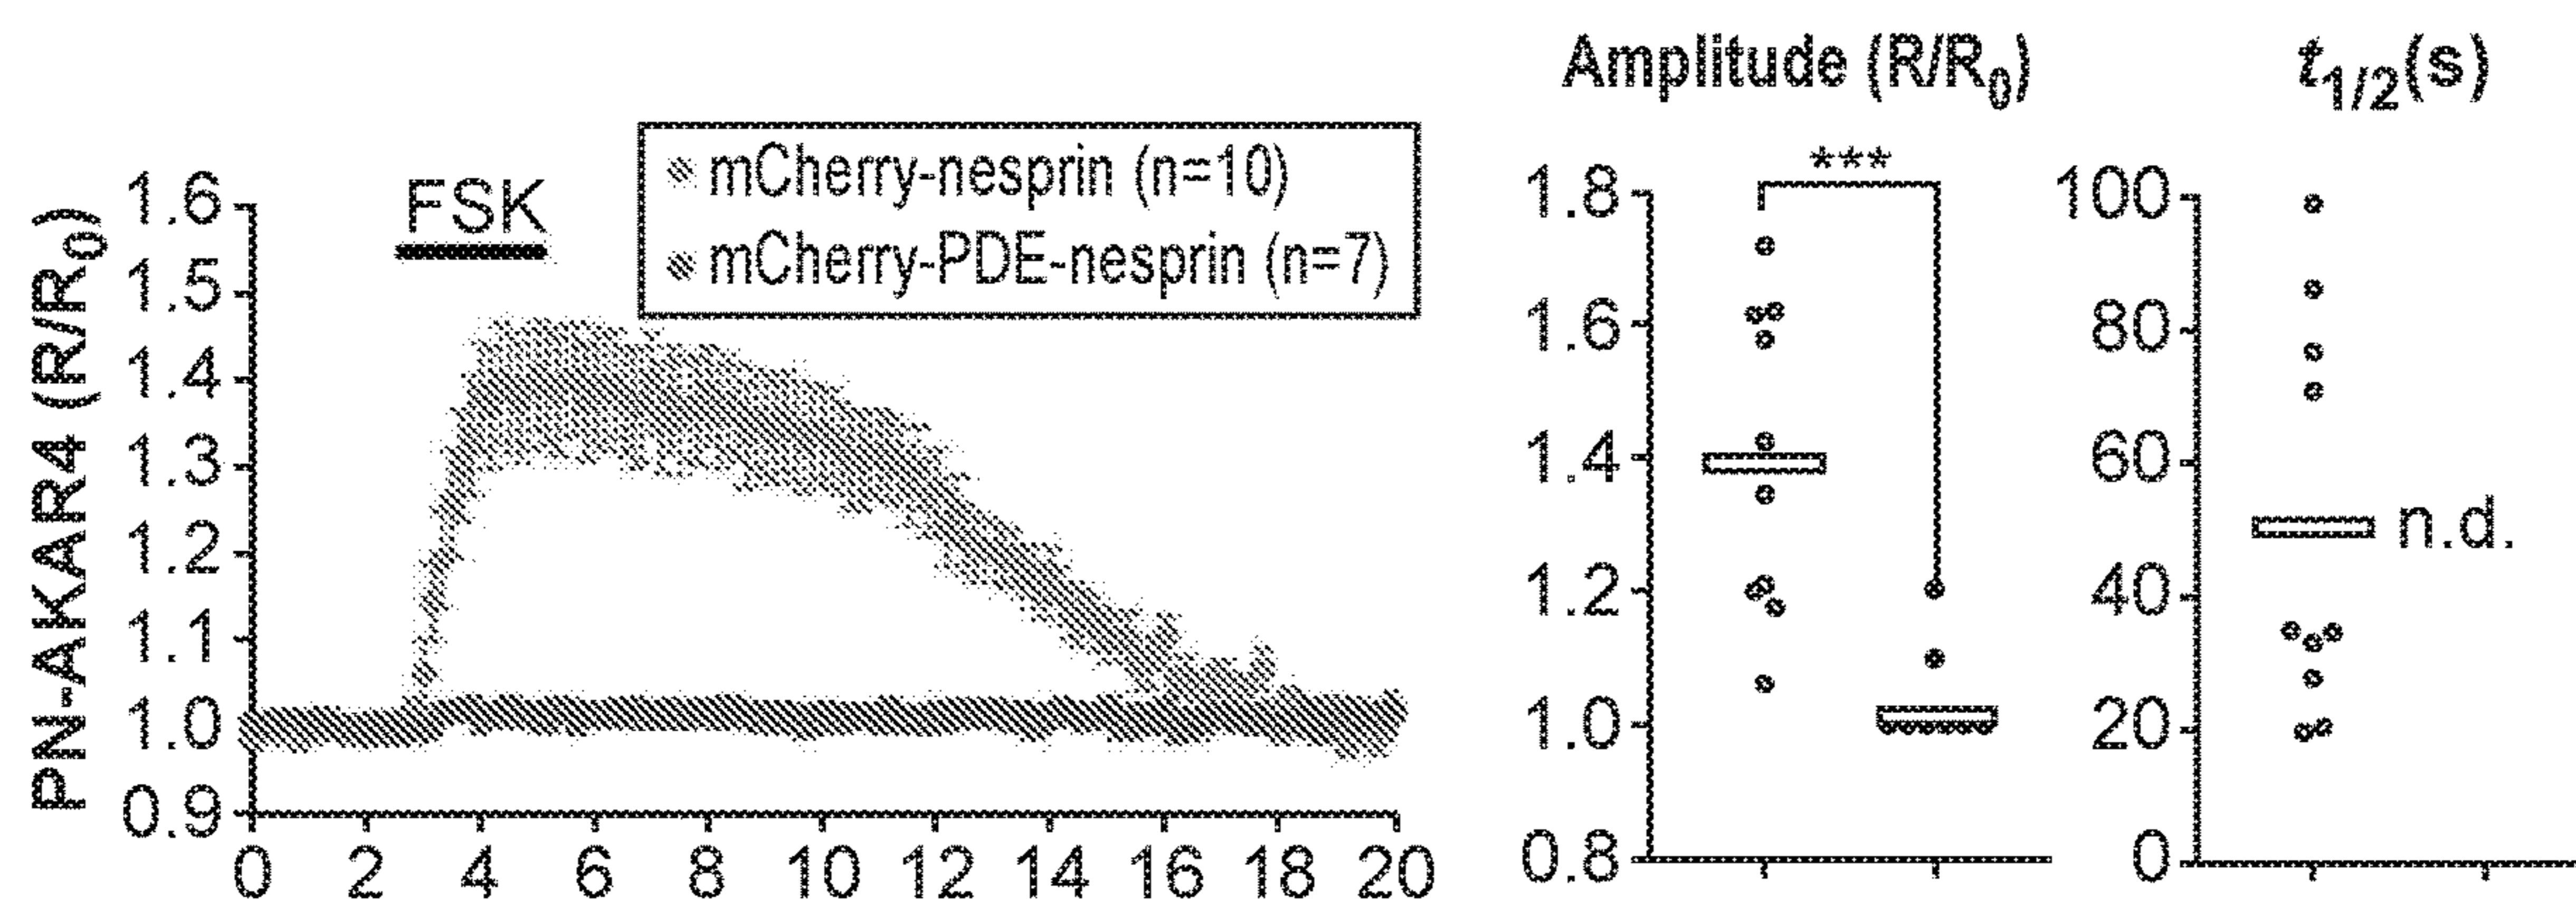 PN-AKAR4 (R/R0)
1.6
1.5
1.4
1.3
1.2
1.1
1.0
0.9
FSK
mCherry-nesprin (n=10)
mCherry-PDE-nesprin (n=7)
0 2 4 6 8 10 12 14 16 18 20
Amplitude (R/R0)
***
1.8
1.6
1.4
1.2
1.0
0.8
t1/2(s)
100
80
60
40
20
0
n.d.